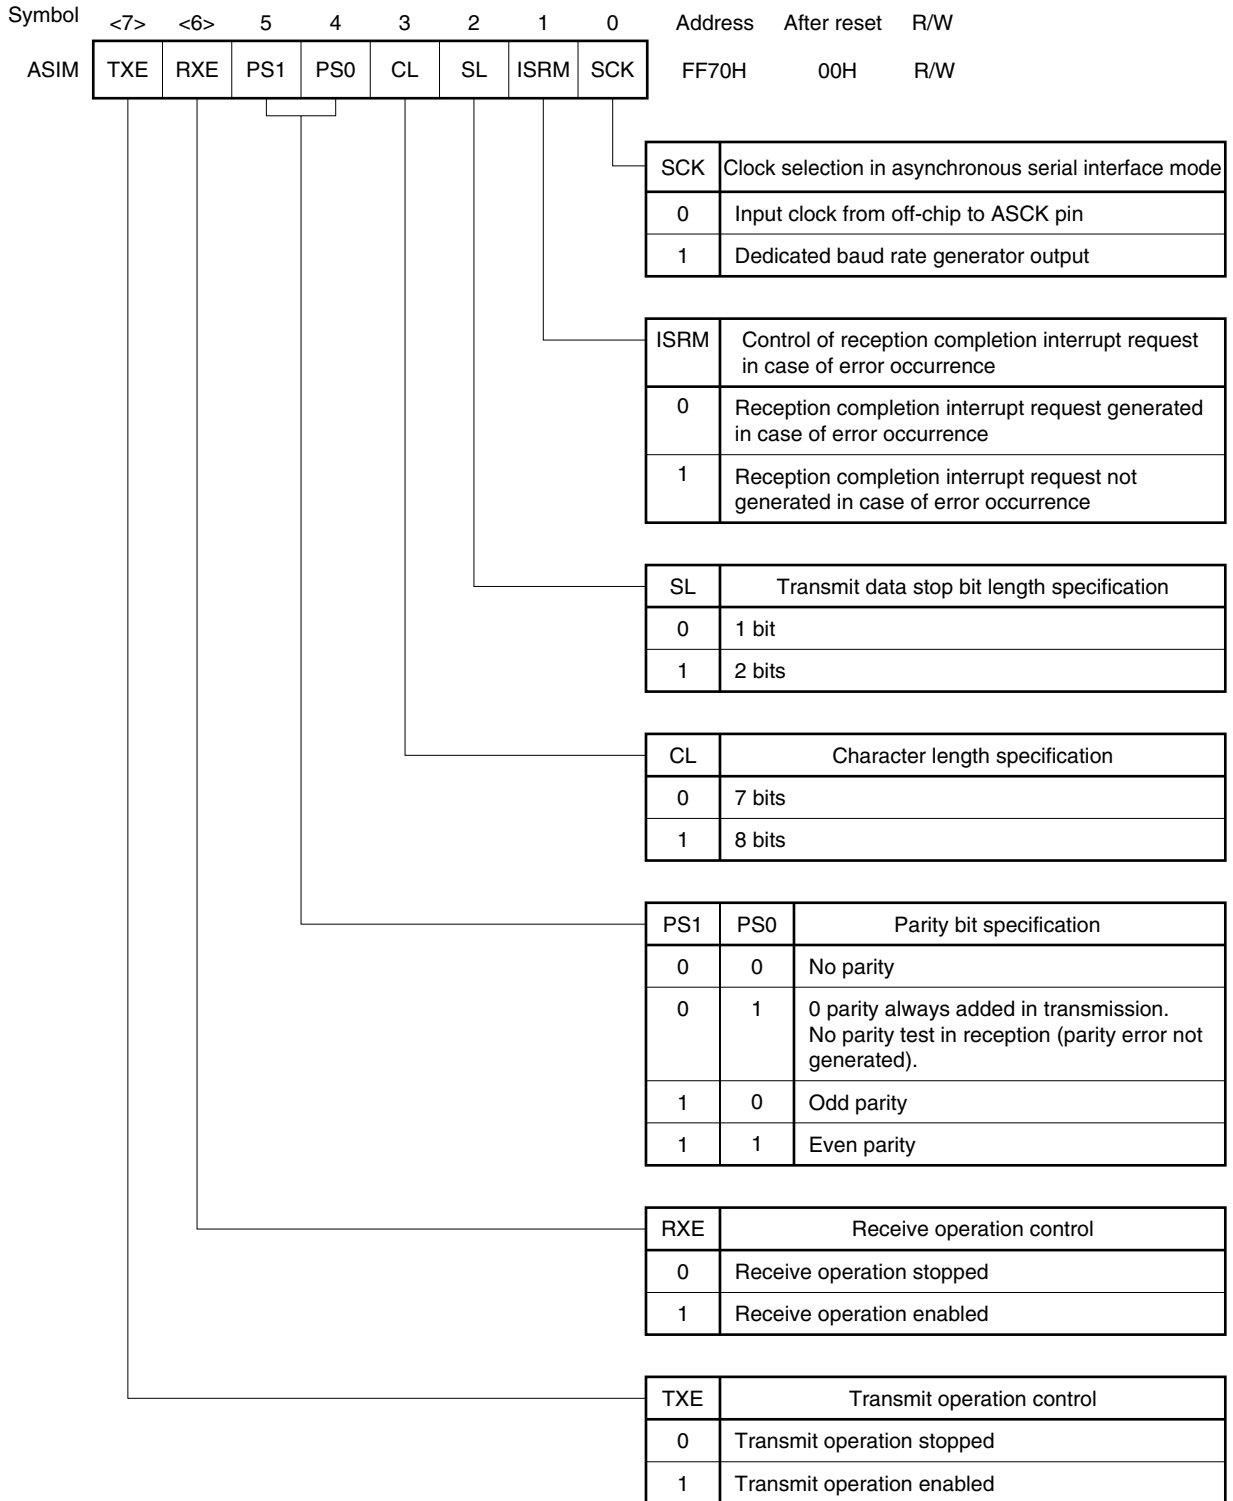 Symbol <7> <6> 5 4 3 2 1 0 Address After reset R/W
ASIM TXE RXE PS1 PS0 CL SL ISRM SCK FF70H 00H R/W
SCK Clock selection in asynchronous serial interface mode
0 Input clock from off-chip to ASCK pin
1 Dedicated baud rate generator output
ISRM Control of reception completion interrupt request
in case of error occurrence
0 Reception completion interrupt request generated
in case of error occurrence
1 Reception completion interrupt request not
generated in case of error occurrence
SL Transmit data stop bit length specification
0 1 bit
1 2 bits
CL Character length specification
0 7 bits
1 8 bits
PS1 PS0 Parity bit specification
0 0 No parity
0 1 0 parity always added in transmission.
No parity test in reception (parity error not
generated).
1 0 Odd parity
1 1 Even parity
RXE Receive operation control
0 Receive operation stopped
1 Receive operation enabled
TXE Transmit operation control
0 Transmit operation stopped
1 Transmit operation enabled